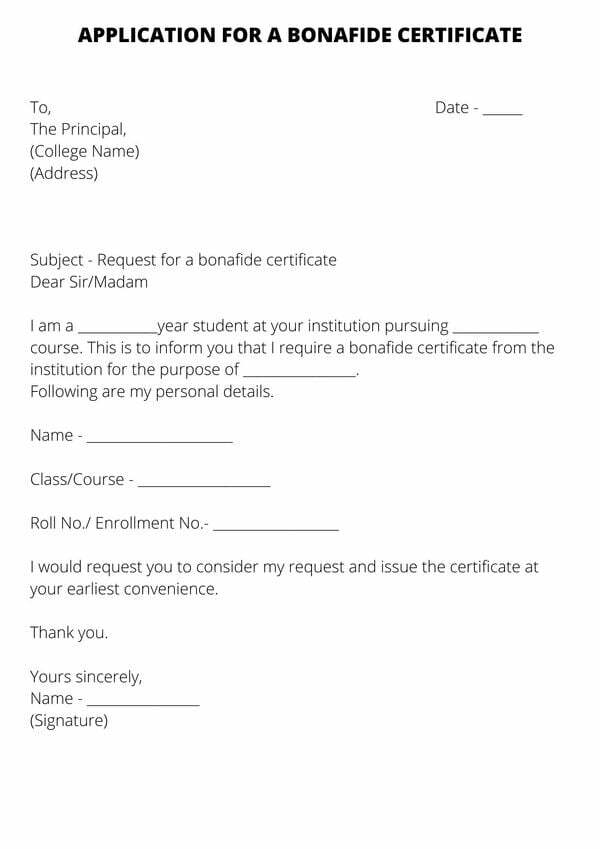 APPLICATION FOR A BONAFIDE CERTIFICATE
To,
Date - _____
The Principal,
(College Name)
(Address)
Subject - Request for a bonafide certificate
Dear Sir/Madam
I am a __________year student at your institution pursuing ___________
course. This is to inform you that I require a bonafide certificate from the
institution for the purpose of ______________.
Following are my personal details.
Name - __________________
Class/Course - _________________
Roll No./ Enrollment No.- ________________
I would request you to consider my request and issue the certificate at
your earliest convenience.
Thank you.
Yours sincerely,
Name - ______________
(Signature)